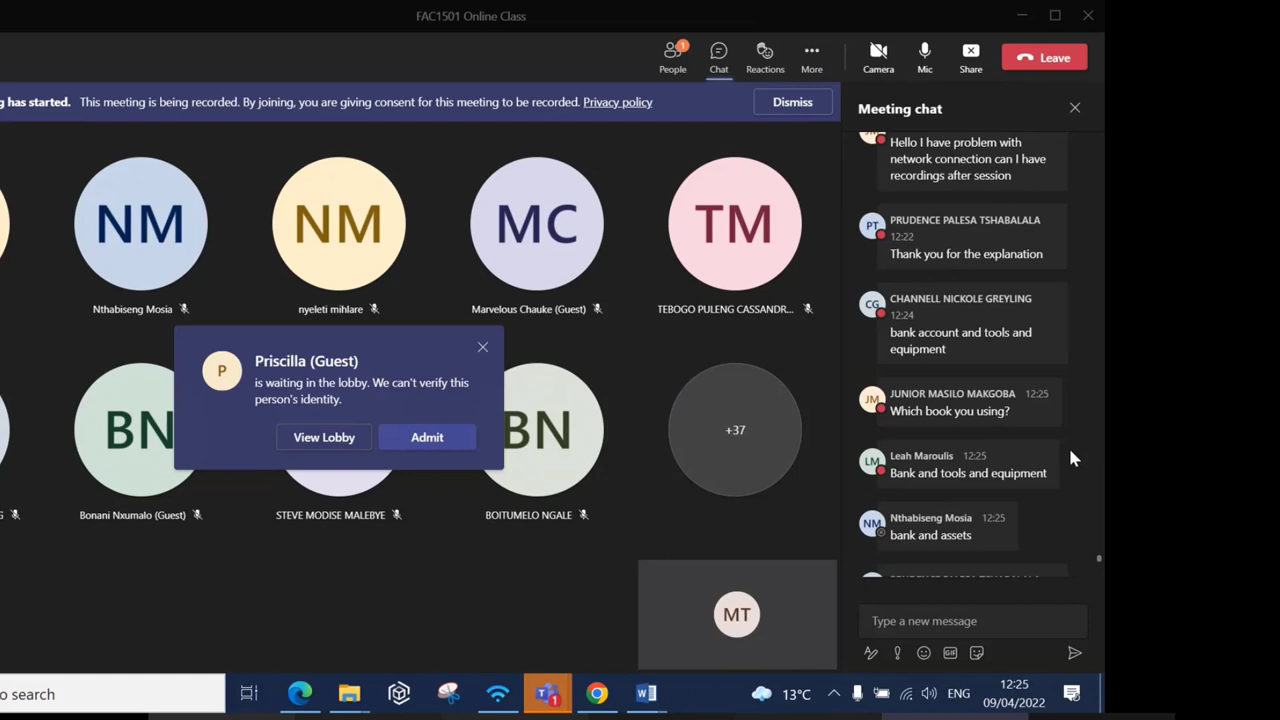 FAC1501 Online Class
1
People
Chat
Reactions
More
Camera
Mic
Share
Leave
g has started. This meeting is being recorded. By joining, you are giving consent for this meeting to be recorded. Privacy policy
Dismiss
Meeting chat
Hello I have problem with
network connection can I have
recordings after session
PT
PRUDENCE PALESA TSHABALALA
12:22
Thank you for the explanation
CG
CHANNELL NICKOLE GREYLING
12:24
bank account and tools and
equipment
JM
JUNIOR MASILO MAKGOBA 12:25
Which book you using?
LM
Leah Maroulis 12:25
Bank and tools and equipment
NM
Nthabiseng Mosia 12:25
bank and assets
Type a new message
GIF
NM
Nthabiseng Mosia
NM
nyeleti mihlare
MC
Marvelous Chauke (Guest)
TM
TEBOGO PULENG CASSANDR...
P
Priscilla (Guest)
is waiting in the lobby. We can't verify this
person's identity.
View Lobby
Admit
BN
Bonani Nxumalo (Guest)
STEVE MODISE MALEBYE
BN
BOITUMELO NGALE
+37
G
MT
o search
1
13°C
ENG
12:25
09/04/2022